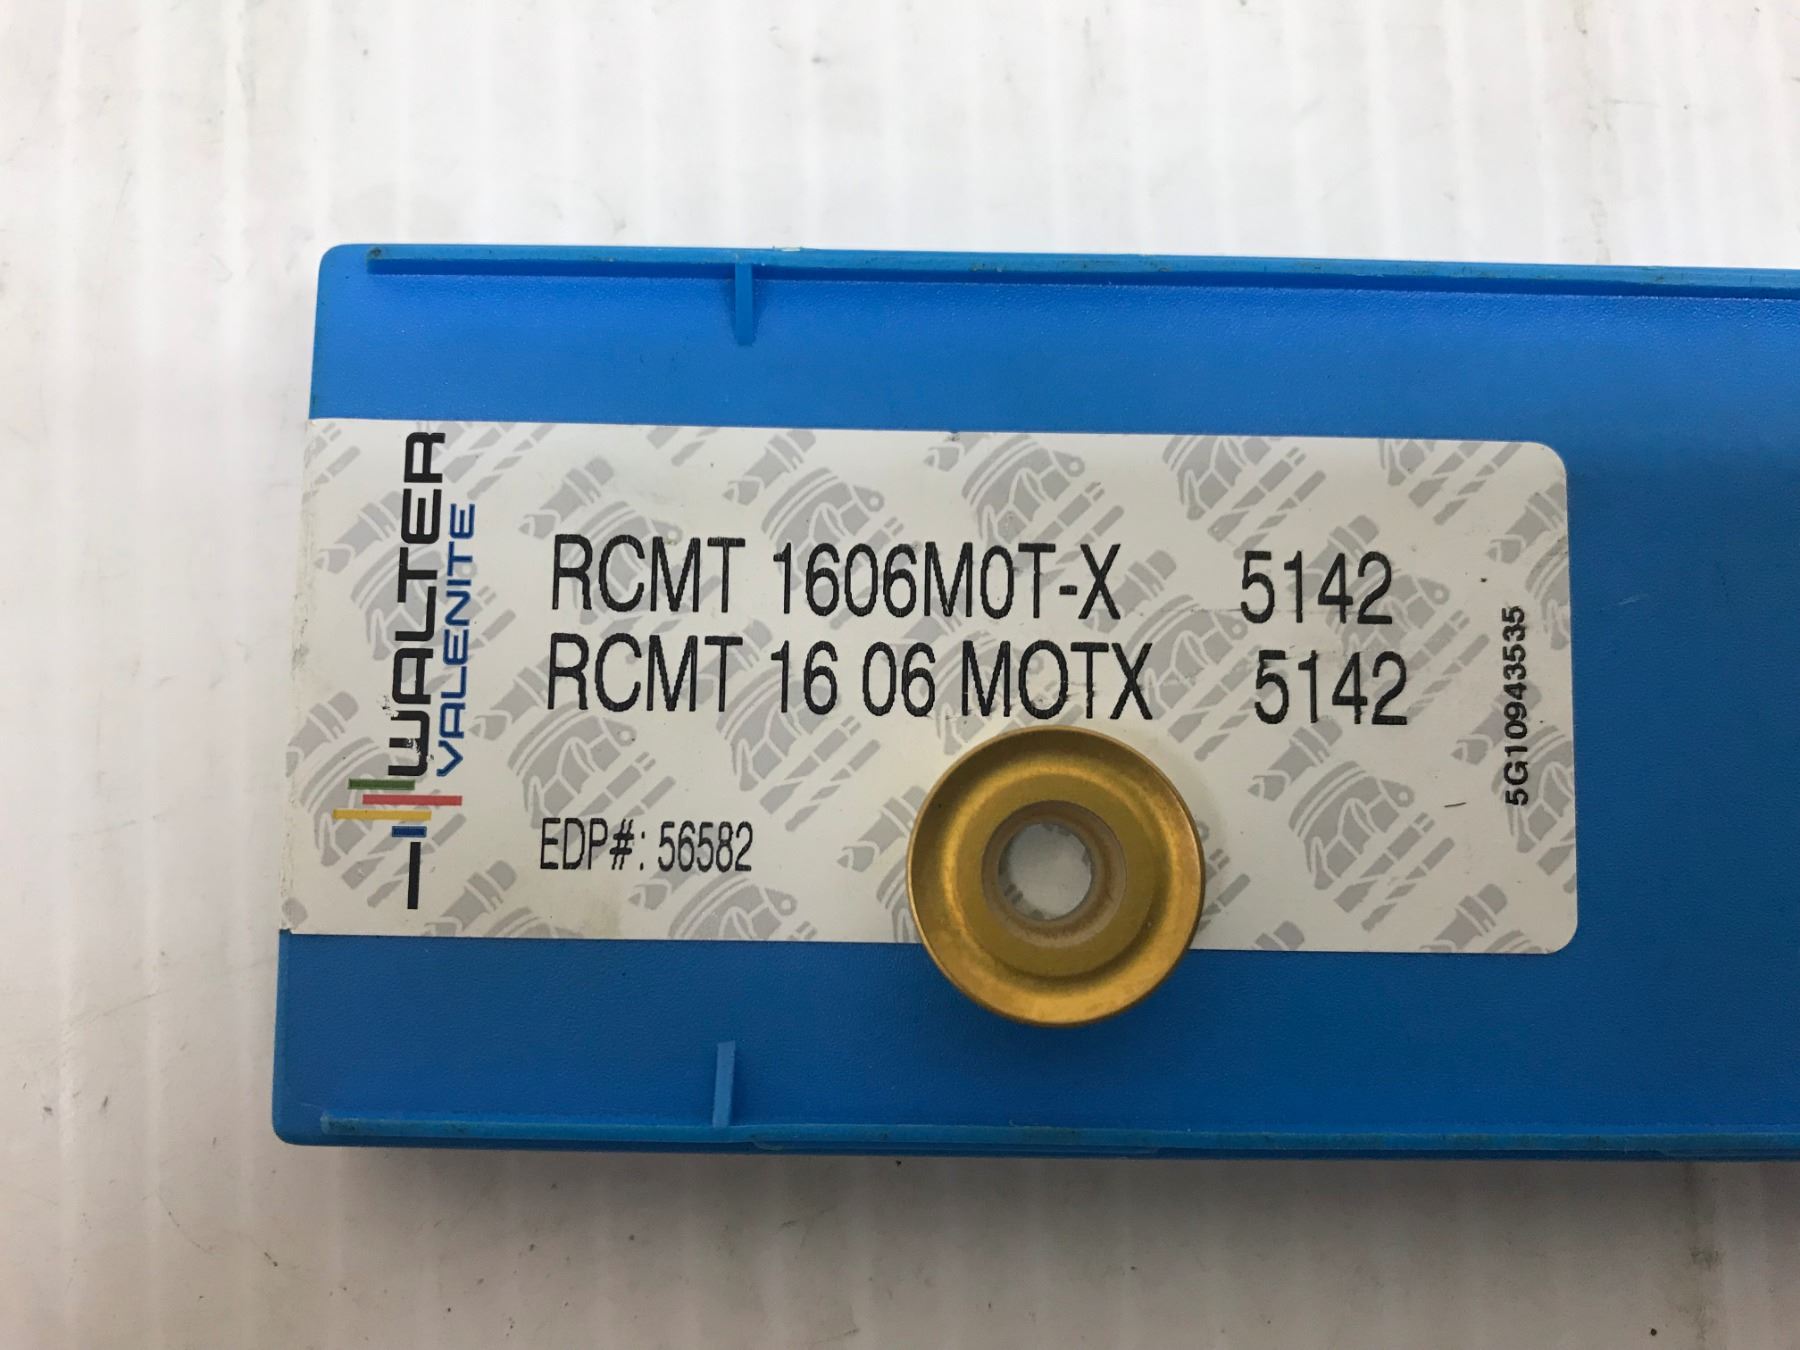 WALTER
VALENITE
RCMT 1606M0T-X 5142
RCMT 16 06 MOTX 5142
EDP#: 56582
5G10943535